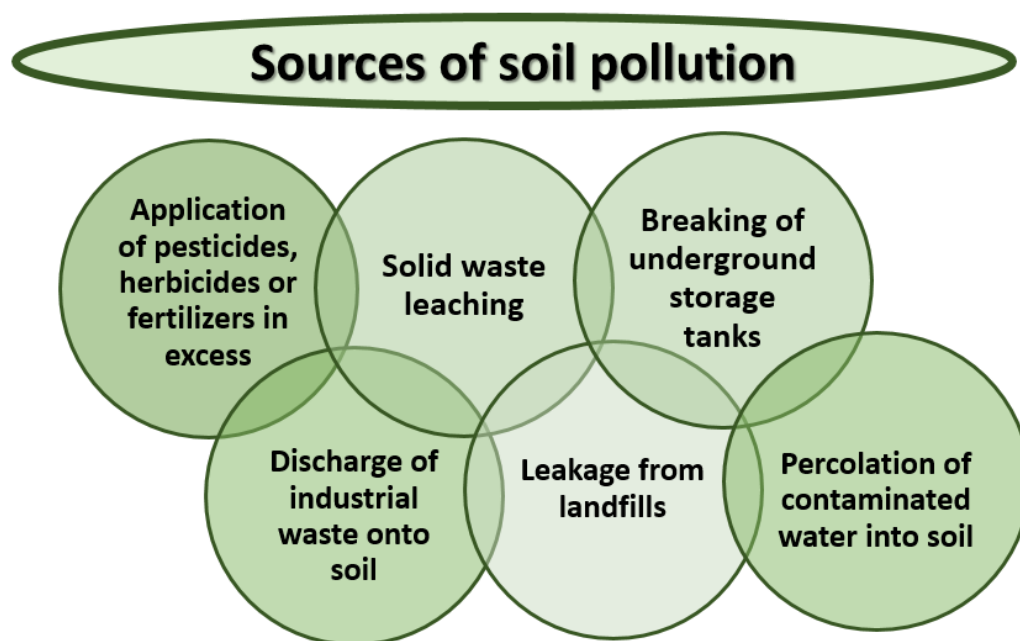 Sources of soil pollution
Application
of pesticides,
herbicides or
fertilizers in
excess
Solid waste
leaching
Breaking of
underground
storage
tanks
Discharge of
industrial
waste onto
soil
Leakage from
landfills
Percolation of
contaminated
water into soil